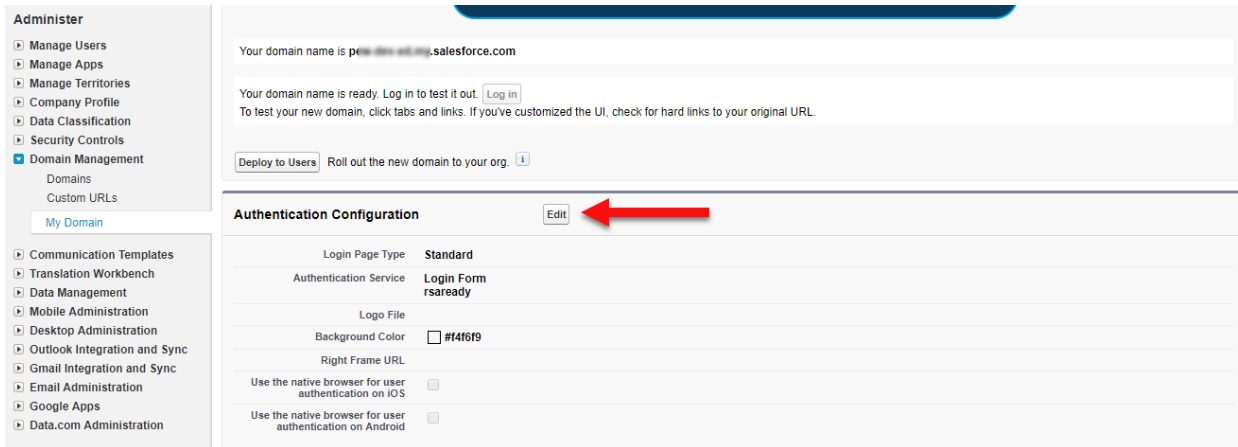 Administer
Manage Users
Manage Apps
Manage Territories
Company Profile
Data Classification
Security Controls
Domain Management
Domains
Custom URLs
My Domain
Communication Templates
Translation Workbench
Data Management
Mobile Administration
Desktop Administration
Outlook Integration and Sync
Gmail Integration and Sync
Email Administration
Google Apps
Data.com Administration
Your domain name is .salesforce.com
Your domain name is ready. Log in to test it out. Log in
To test your new domain, click tabs and links. If you've customized the UI, check for hard links to your original URL.
Deploy to Users Roll out the new domain to your org. i
Authentication Configuration Edit
Login Page Type Standard
Authentication Service Login Form
rsaready
Logo File
Background Color #f4f6f9
Right Frame URL
Use the native browser for user
authentication on iOS
Use the native browser for user
authentication on Android